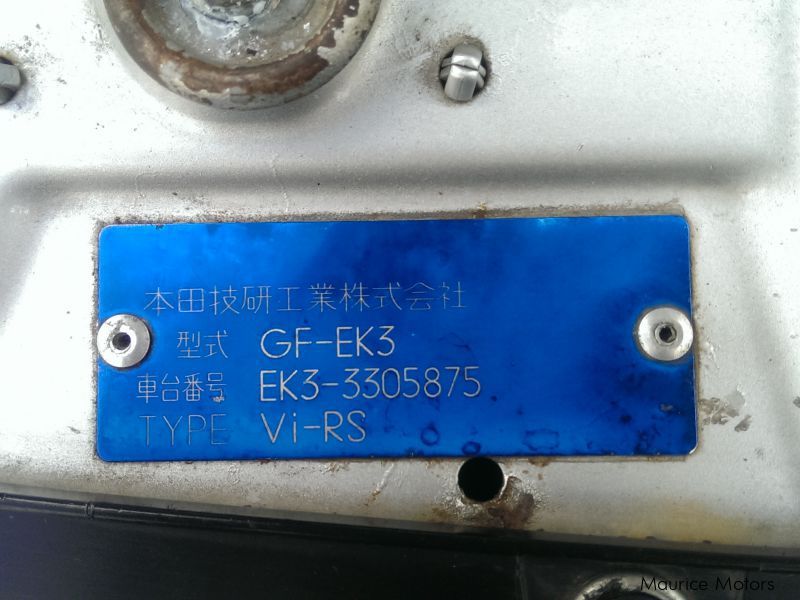 本田技研工業株式会社
型式 GF-EK3
車台番号 EK3-3305875
TYPE Vi-RS
Maurice Motors